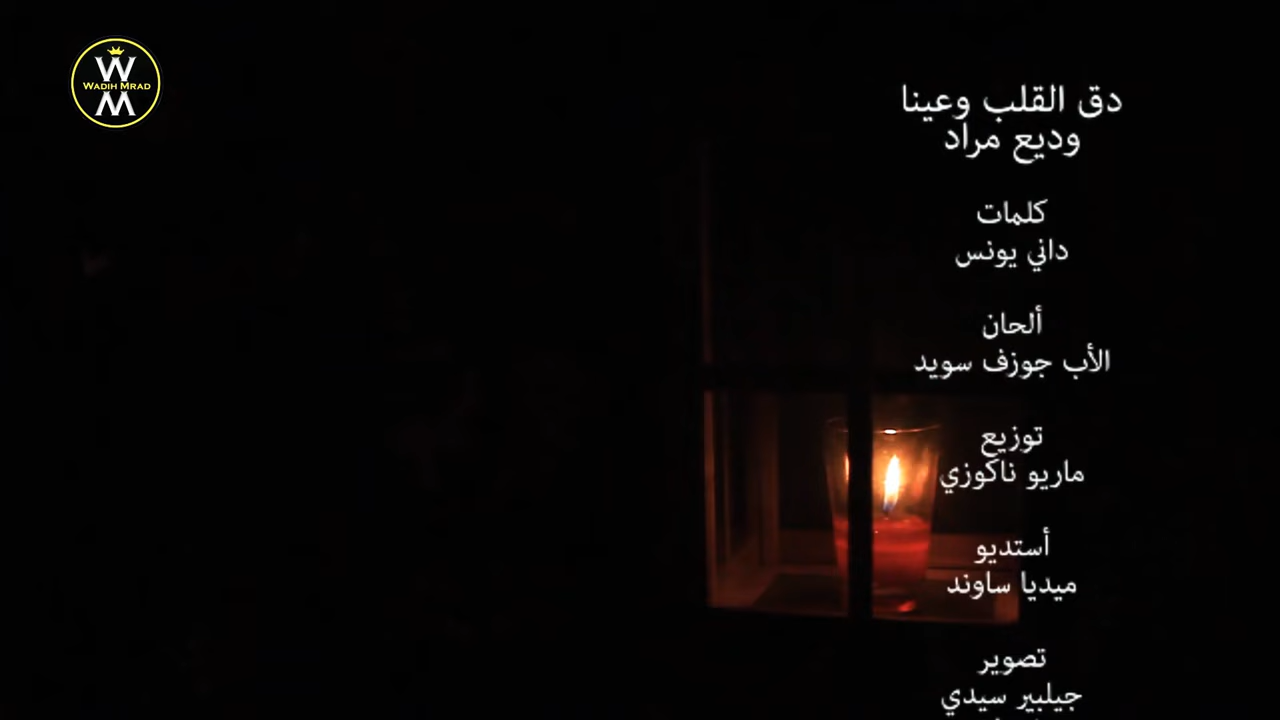 W
WADIH MRAD
M
دق القلب وعينا
وديع مراد
كلمات
داني يونس
ألحان
الأب جوزف سويد
توزيع
ماريو ناكوزي
أستديو
ميديا ساوند
تصوير
جيلبير سيدي